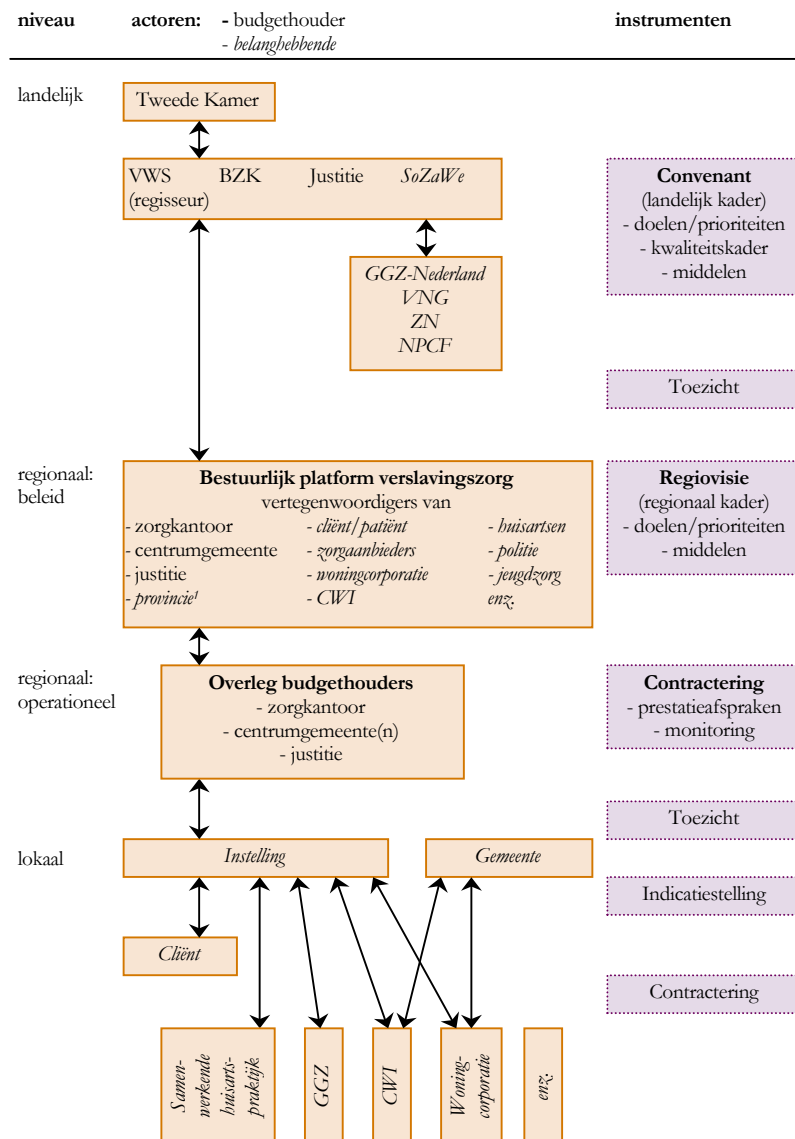 niveau actoren: - budgethouder instrumenten
- belanghebbende
landelijk
Tweede Kamer
VWS BZK Justitie SoZaWe
(regisseur)
Convenant
(landelijk kader)
- doelen/prioriteiten
- kwaliteitskader
- middelen
GGZ-Nederland
VNG
ZN
NPCF
Toezicht
regionaal:
beleid
Bestuurlijk platform verslavingszorg
vertegenwoordigers van
- zorgkantoor - cliënt/patiënt - huisartsen
- centrumgemeente - zorgaanbieders - politie
- justitie - woningcorporatie - jeugdzorg
- provincie¹ - CWI enz.
Regiovisie
(regionaal kader)
- doelen/prioriteiten
- middelen
regionaal:
operationeel
Overleg budgethouders
- zorgkantoor
- centrumgemeente(n)
- justitie
Contractering
- prestatieafspraken
- monitoring
Toezicht
lokaal
Instelling
Gemeente
Indicatiestelling
Cliënt
Contractering
Samen-
werkende
huisarts-
praktijk
GGZ
CWI
Woning-
corporatie
enz.